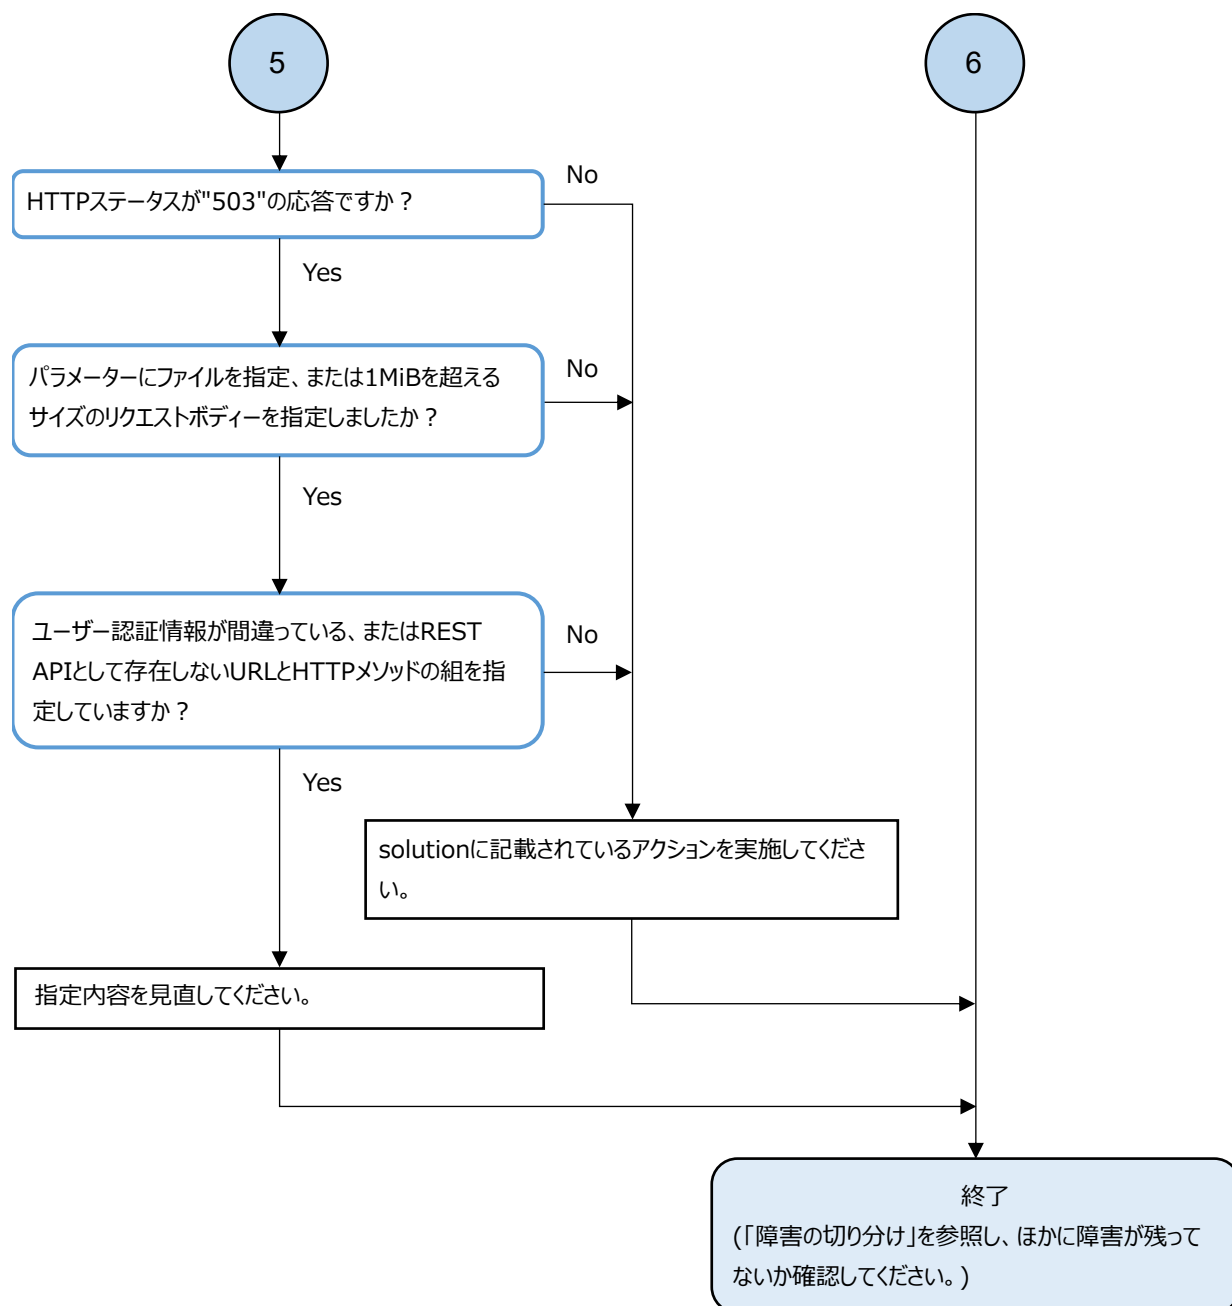 5
6
HTTPステータスが"503"の応答ですか？
No
Yes
パラメーターにファイルを指定、または1MiBを超える
サイズのリクエストボディーを指定しましたか？
No
Yes
ユーザー認証情報が間違っている、またはREST
APIとして存在しないURLとHTTPメソッドの組を指
定していますか？
No
Yes
solutionに記載されているアクションを実施してくださ
い。
指定内容を見直してください。
終了
(「障害の切り分け」を参照し、ほかに障害が残って
ないか確認してください。)